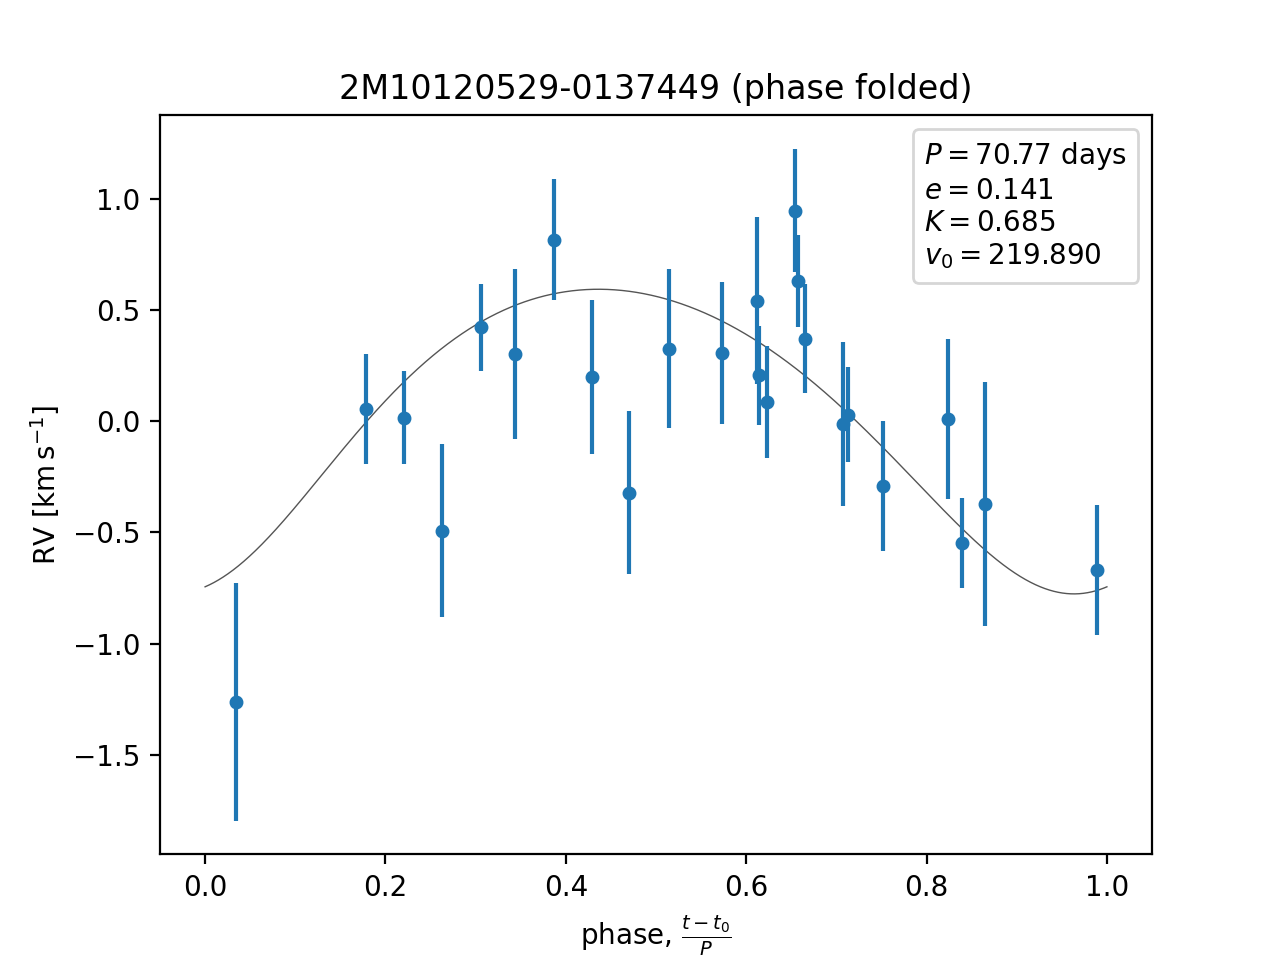 2M10120529-0137449 (phase folded)
P = 70.77 days
e = 0.141
K = 0.685
v₀ = 219.890
RV [km s⁻¹]
1.0
0.5
0.0
−0.5
−1.0
−1.5
0.0 0.2 0.4 0.6 0.8 1.0
phase, (t − t₀)/P